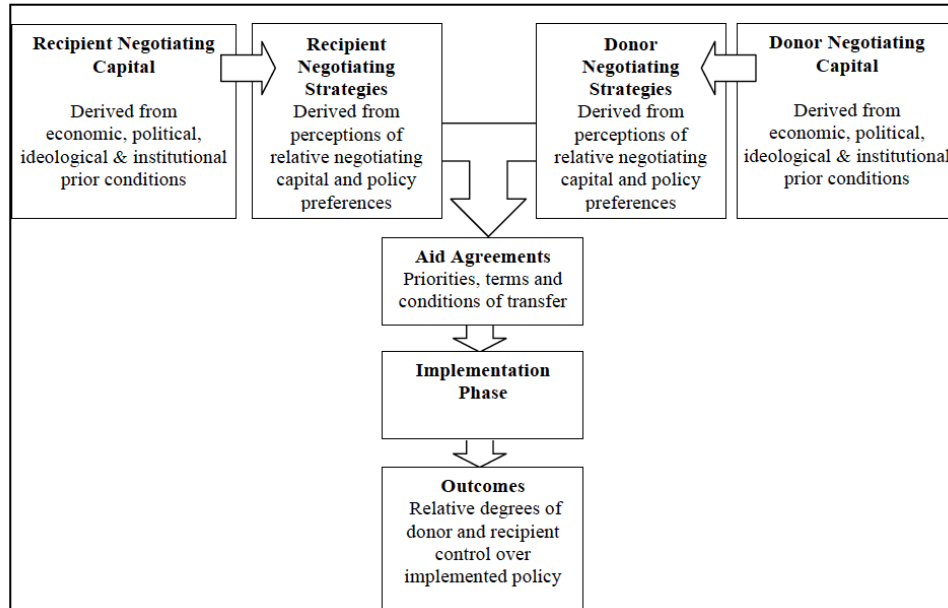 Recipient Negotiating
Capital
Derived from
economic, political,
ideological & institutional
prior conditions
Recipient
Negotiating
Strategies
Derived from
perceptions of
relative negotiating
capital and policy
preferences
Donor
Negotiating
Strategies
Derived from
perceptions of
relative negotiating
capital and policy
preferences
Donor Negotiating
Capital
Derived from
economic, political,
ideological & institutional
prior conditions
Aid Agreements
Priorities, terms and
conditions of transfer
Implementation
Phase
Outcomes
Relative degrees of
donor and recipient
control over
implemented policy